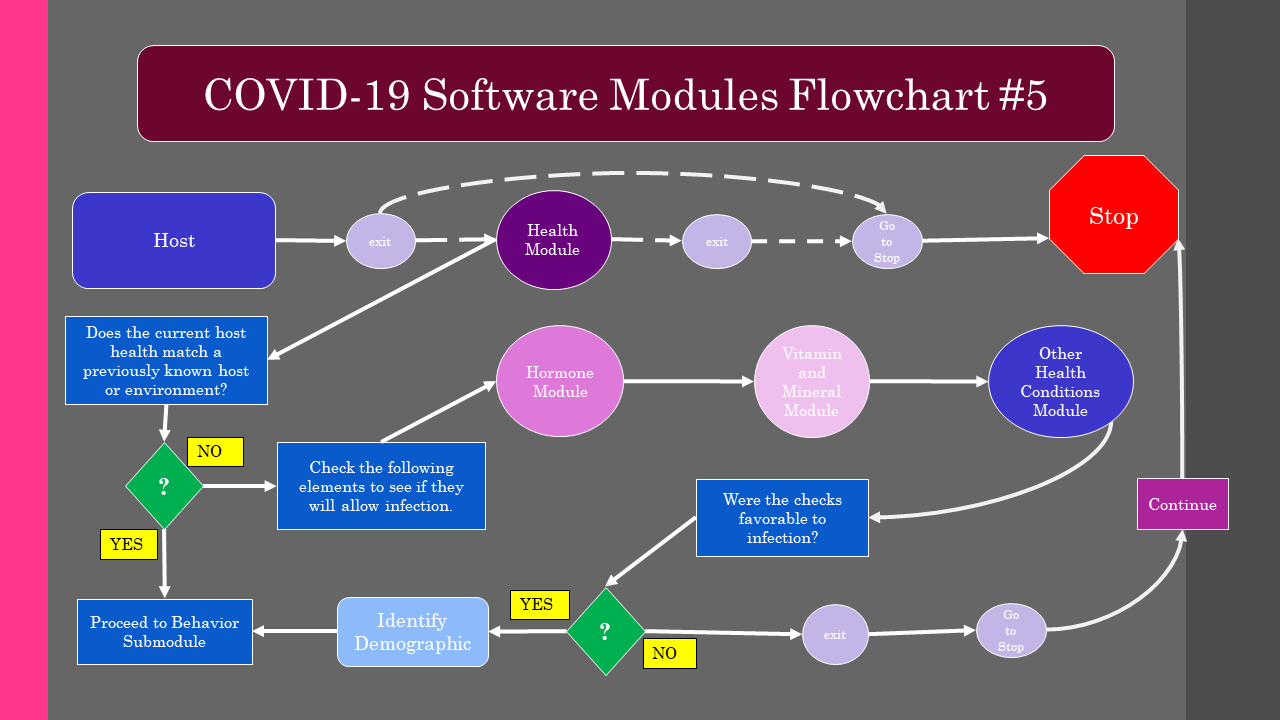 COVID-19 Software Modules Flowchart #5
Host
exit
Health
Module
exit
Go
to
Stop
Stop
Does the current host
health match a
previously known host
or environment?
Hormone
Module
Vitamin
and
Mineral
Module
Other
Health
Conditions
Module
NO
?
Check the following
elements to see if they
will allow infection.
Were the checks
favorable to
infection?
Continue
YES
Proceed to Behavior
Submodule
Identify
Demographic
YES
?
NO
exit
Go
to
Stop